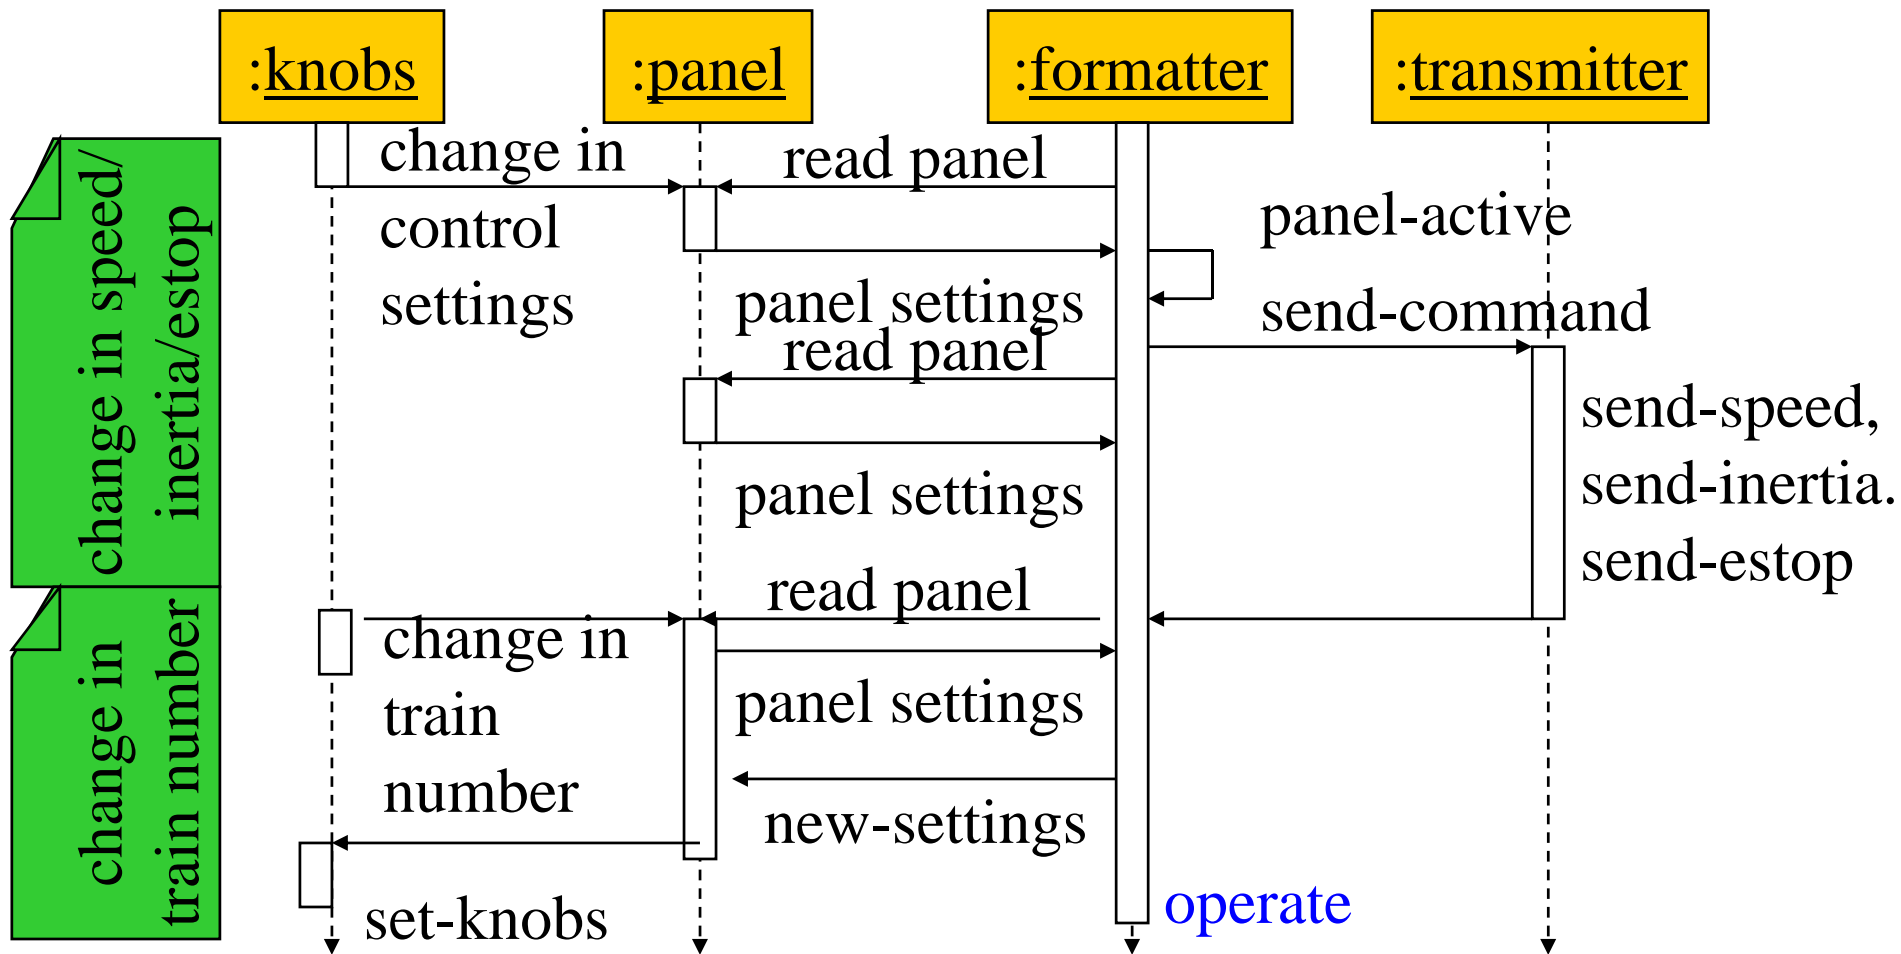 :knobs
:panel
:formatter
:transmitter
change in speed/
inertia/estop
change in
control
settings
read panel
panel settings
panel-active
send-command
read panel
panel settings
send-speed,
send-inertia.
send-estop
change in
train number
change in
train
number
read panel
panel settings
new-settings
set-knobs
operate